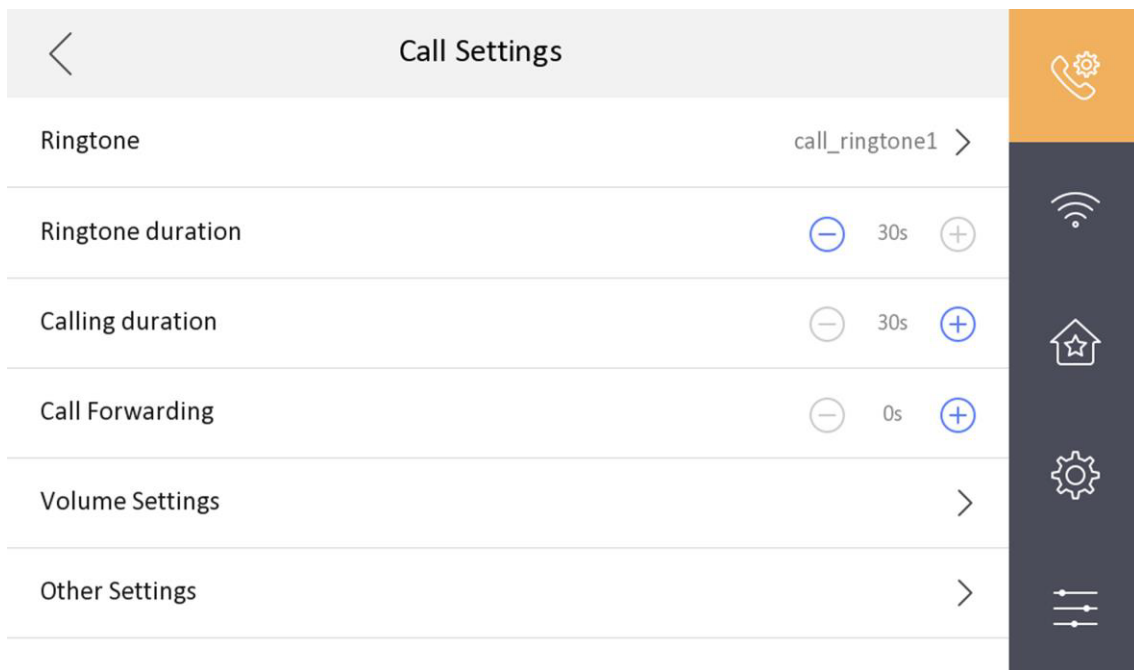 Call Settings
Ringtone call_ringtone1
Ringtone duration 30s
Calling duration 30s
Call Forwarding 0s
Volume Settings
Other Settings